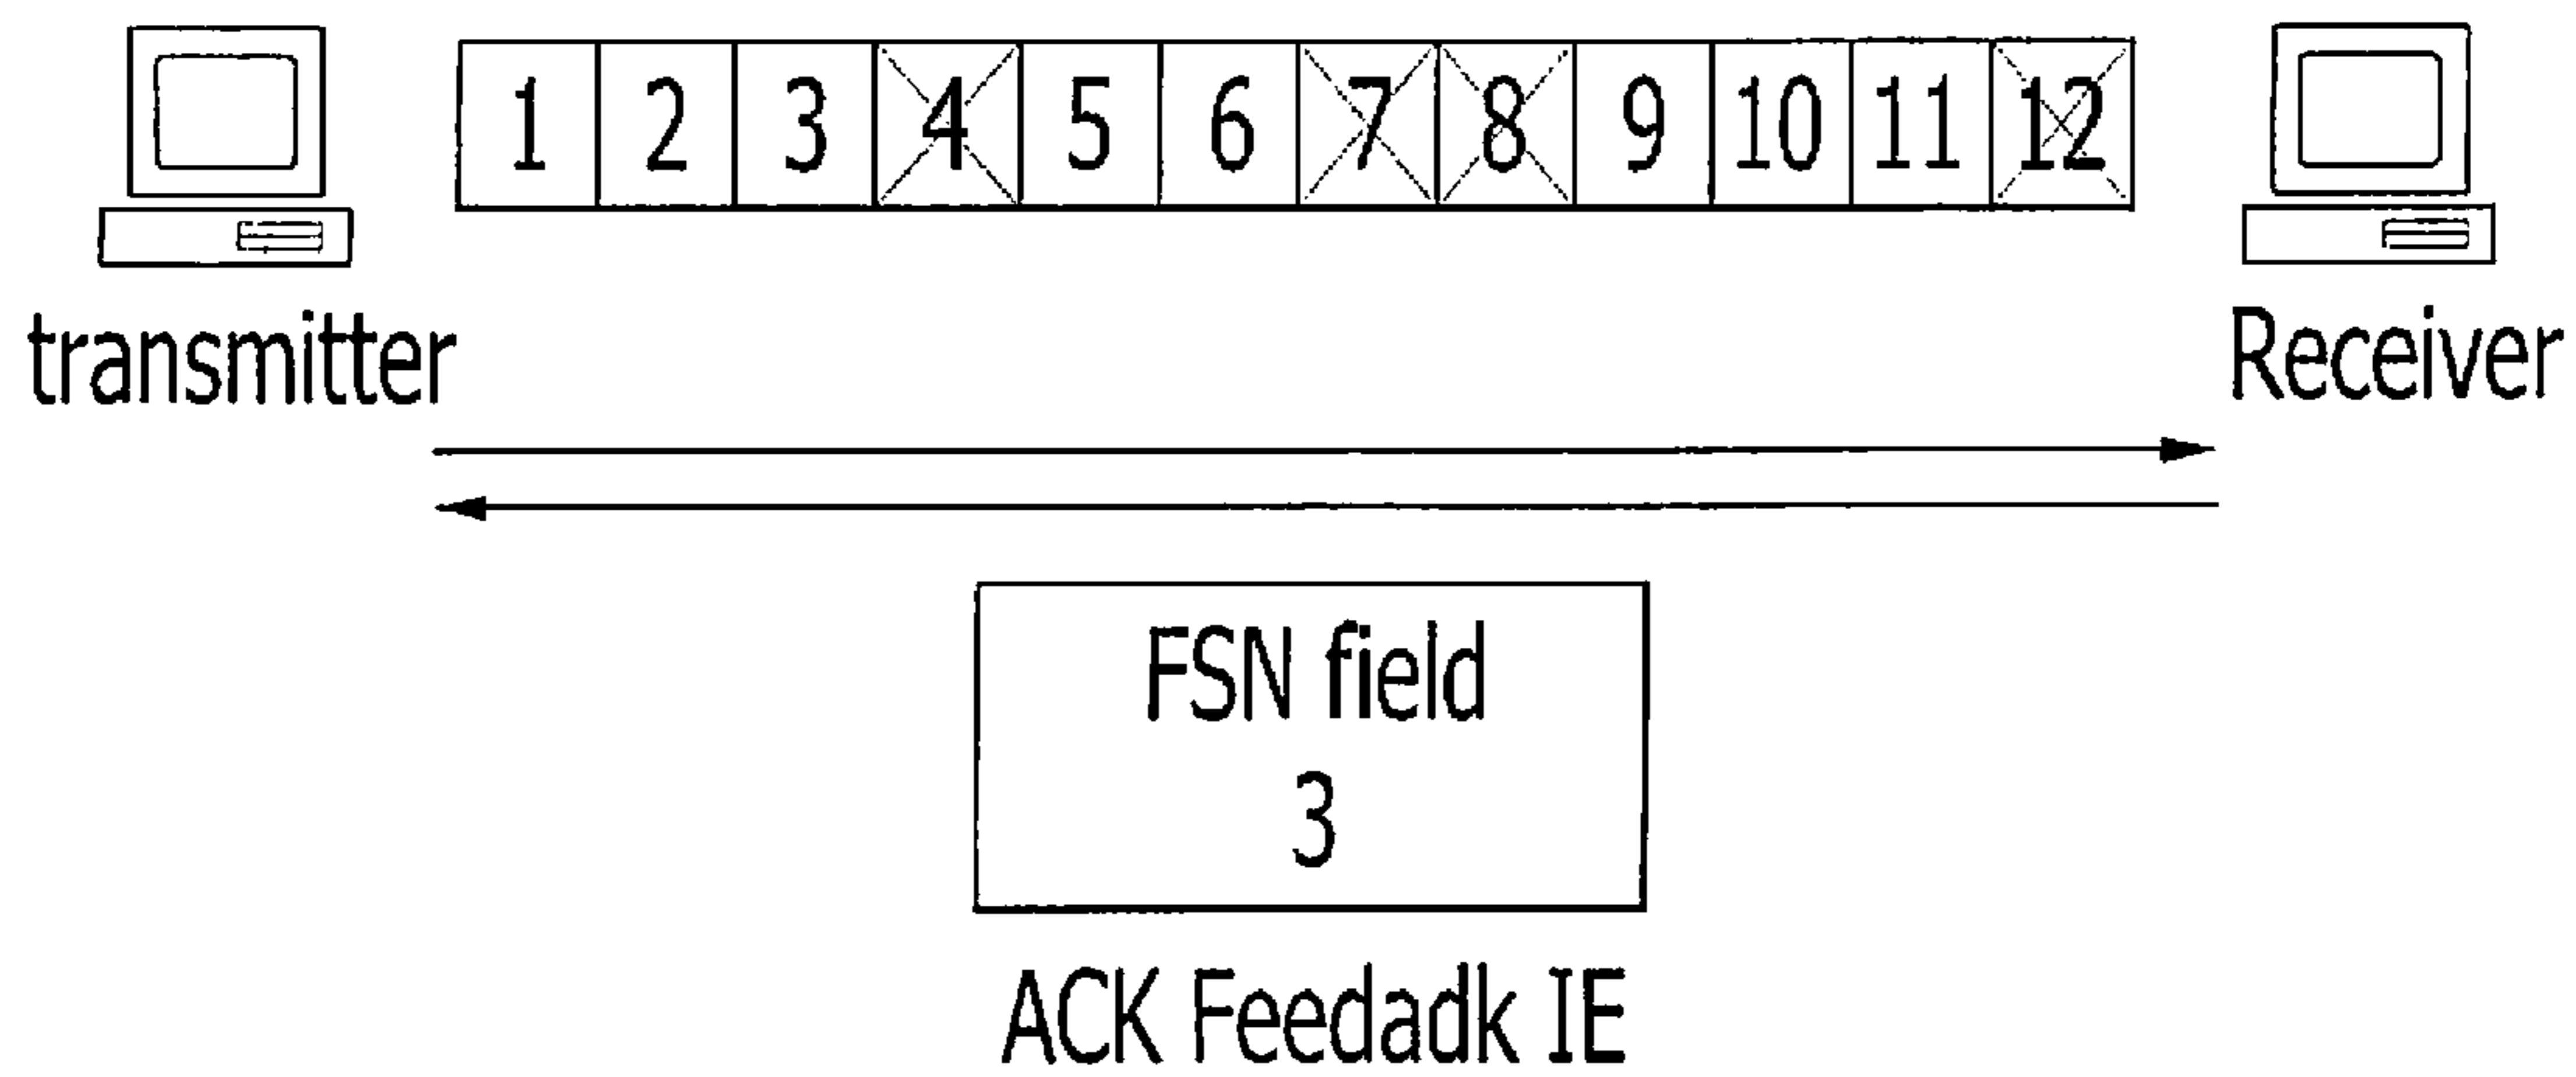 1 2 3 4 5 6 7 8 9 10 11 12
transmitter
Receiver
FSN field
3
ACK Feedadk IE